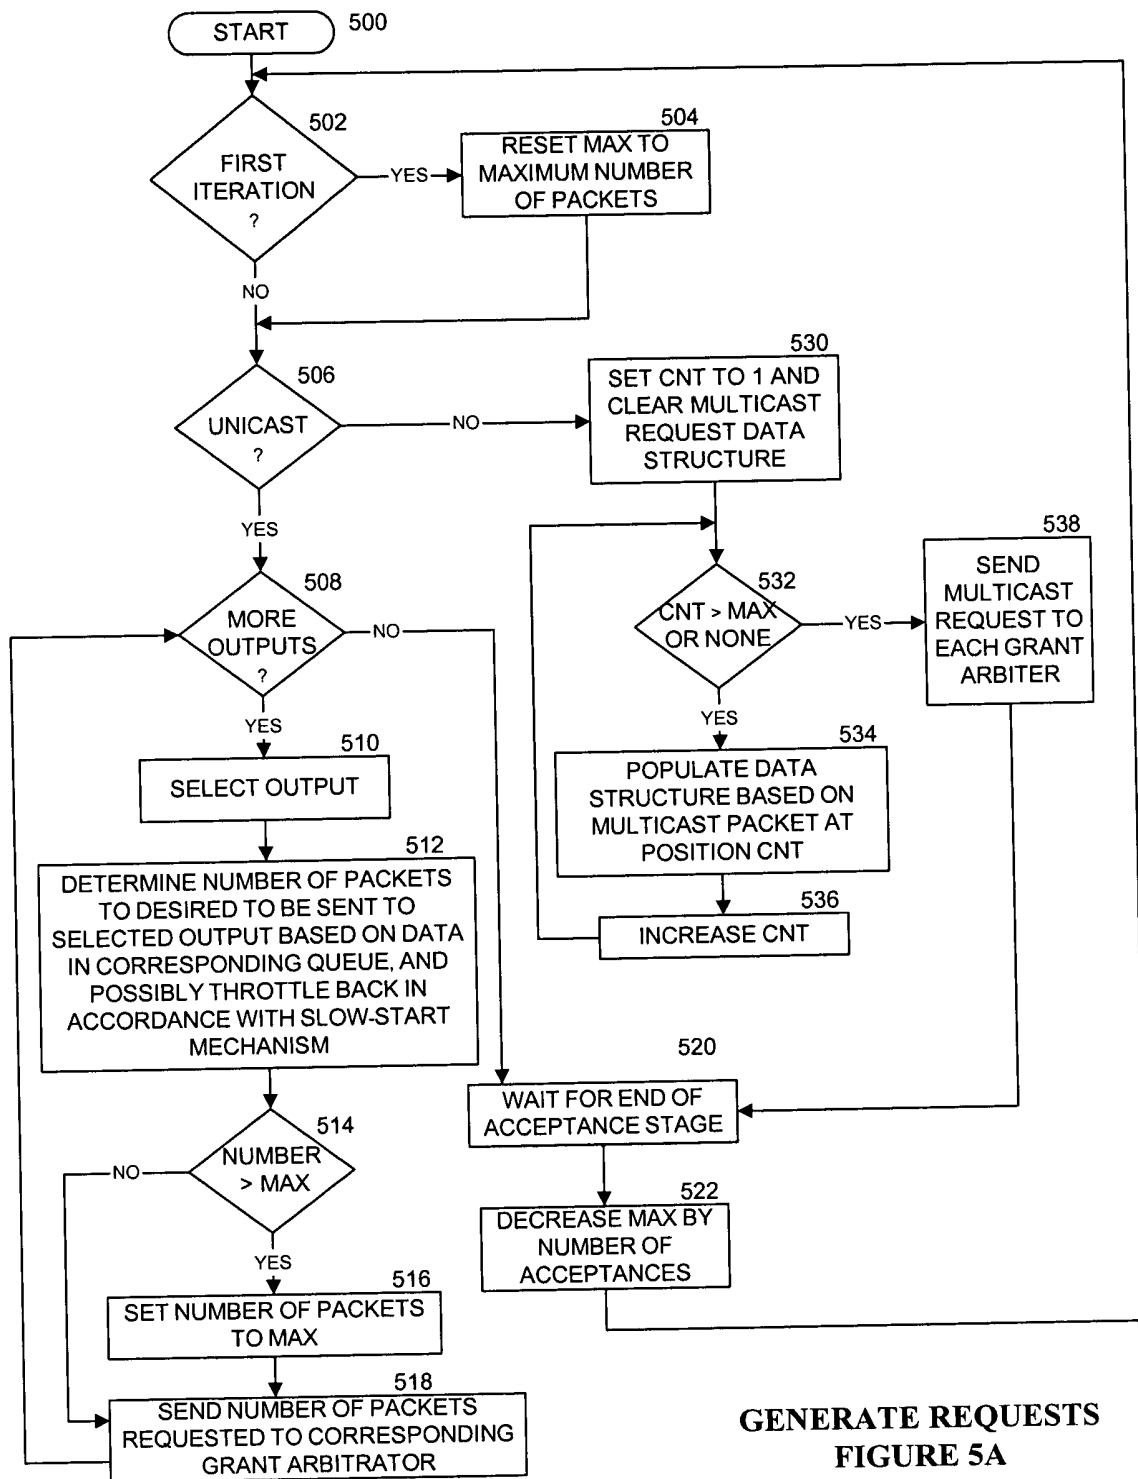 START
500
502
FIRST
ITERATION
?
YES
504
RESET MAX TO
MAXIMUM NUMBER
OF PACKETS
NO
506
UNICAST
?
NO
530
SET CNT TO 1 AND
CLEAR MULTICAST
REQUEST DATA
STRUCTURE
YES
508
MORE
OUTPUTS
?
NO
532
CNT > MAX
OR NONE
YES
538
SEND
MULTICAST
REQUEST TO
EACH GRANT
ARBITER
YES
510
SELECT OUTPUT
YES
534
POPULATE DATA
STRUCTURE BASED ON
MULTICAST PACKET AT
POSITION CNT
512
DETERMINE NUMBER OF PACKETS
TO DESIRED TO BE SENT TO
SELECTED OUTPUT BASED ON DATA
IN CORRESPONDING QUEUE, AND
POSSIBLY THROTTLE BACK IN
ACCORDANCE WITH SLOW-START
MECHANISM
536
INCREASE CNT
520
WAIT FOR END OF
ACCEPTANCE STAGE
514
NUMBER
> MAX
NO
522
DECREASE MAX BY
NUMBER OF
ACCEPTANCES
YES
516
SET NUMBER OF PACKETS
TO MAX
518
SEND NUMBER OF PACKETS
REQUESTED TO CORRESPONDING
GRANT ARBITRATOR
GENERATE REQUESTS
FIGURE 5A